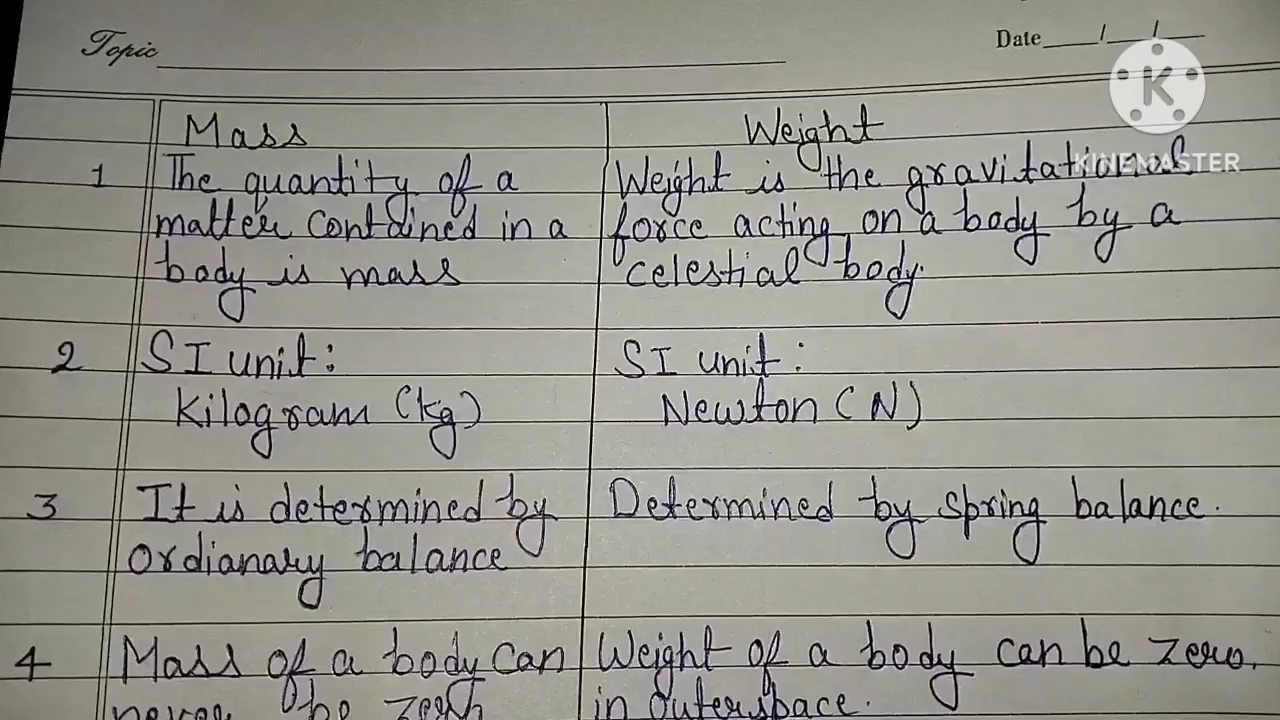 Topic
Date / /
K
KINEMASTER
Mass
Weight
1
The quantity of a
matter contained in a
body is mass
Weight is the gravitational
force acting on a body by a
celestial body.
2
SI unit:
Kilogram (kg)
SI unit:
Newton (N)
3
It is determined by
ordianary balance
Determined by spring balance.
4
Mass of a body can
never be zero
Weight of a body can be zero.
in outerspace.